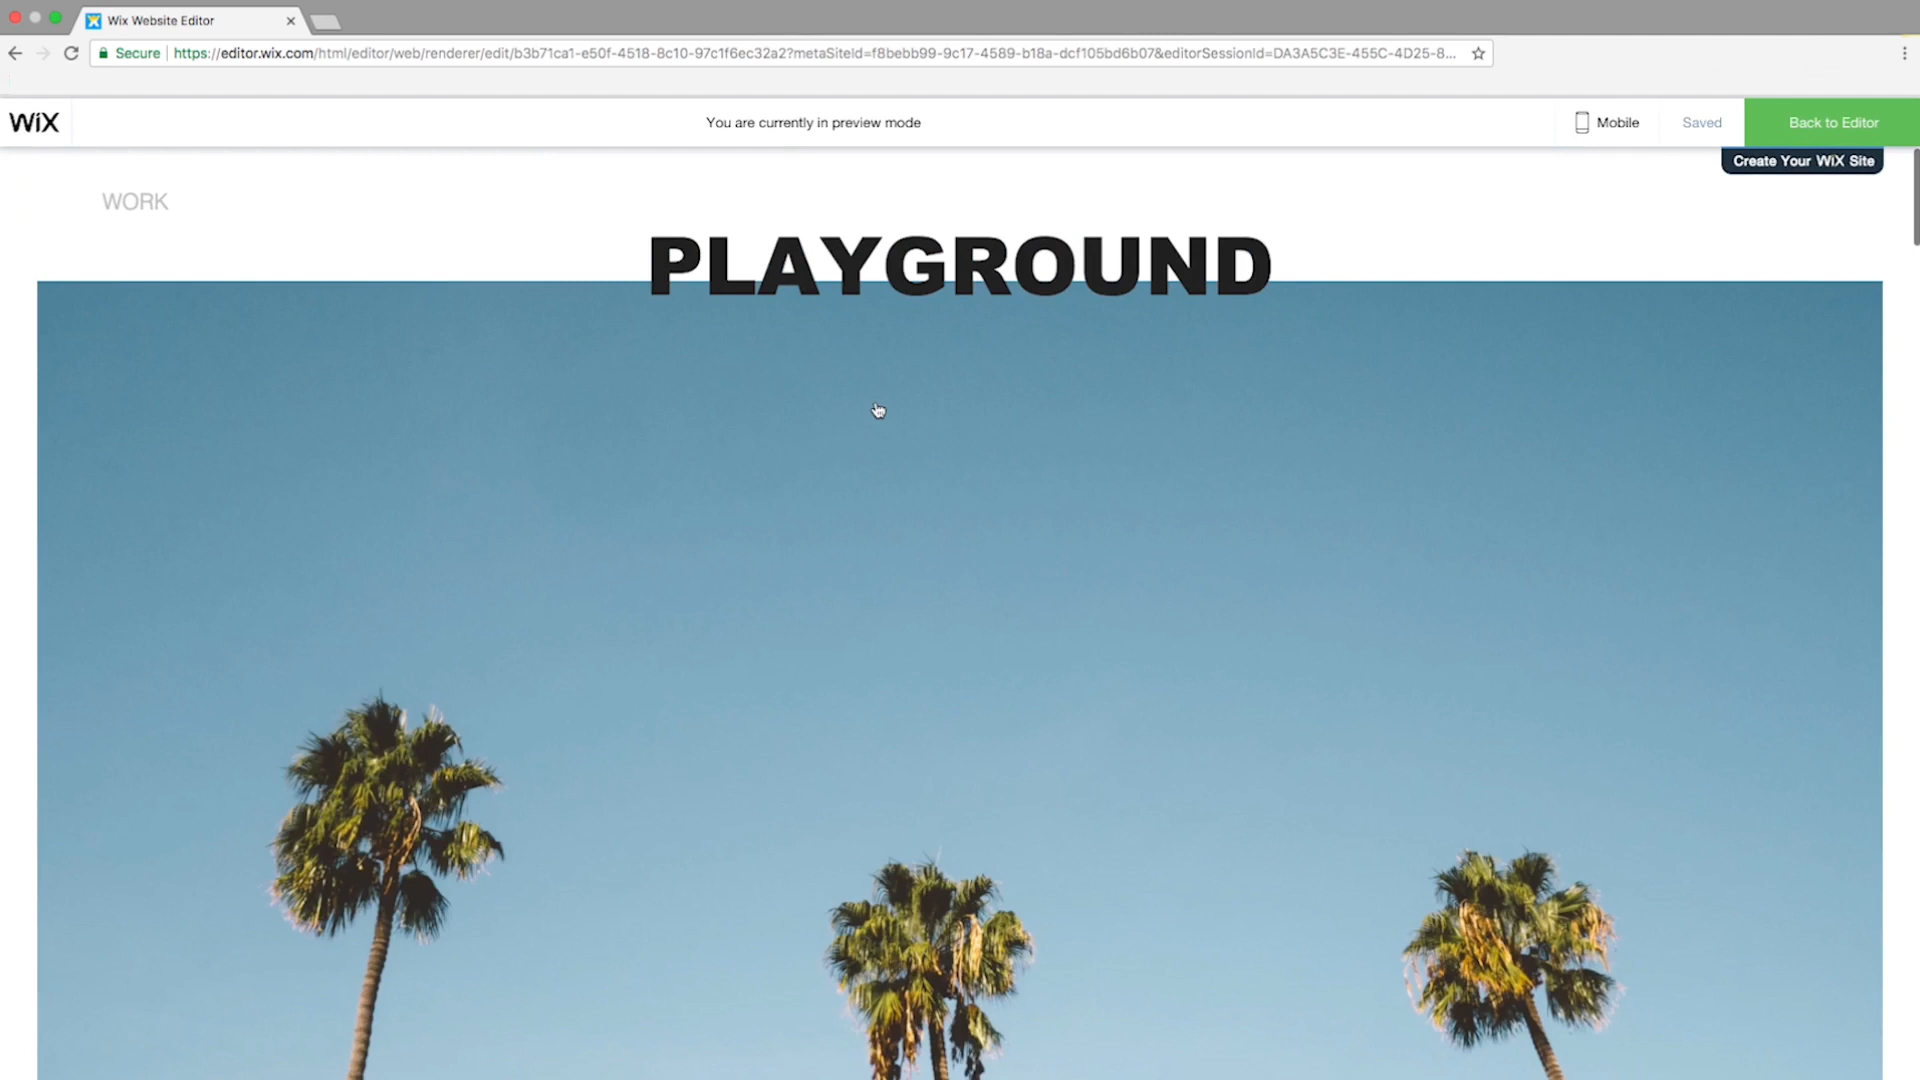 Wix Website Editor
Secure https://editor.wix.com/html/editor/web/renderer/edit/b3b71ca1-e50f-4518-8c10-97c1f6ec32a2?metaSiteId=f8bebb99-9c17-4589-b18a-dcf105bd6b07&editorSessionId=DA3A5C3E-455C-4D25-8...
WiX
You are currently in preview mode
Mobile
Saved
Back to Editor
Create Your WiX Site
WORK
PLAYGROUND